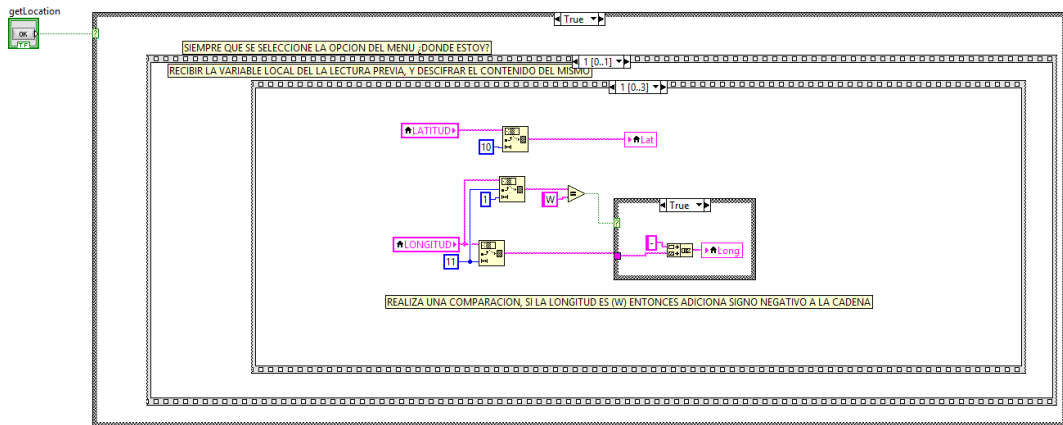 getLocation
OK
TF
?
True
SIEMPRE QUE SE SELECCIONE LA OPCION DEL MENU ¿DONDE ESTOY?
1 [0..1]
RECIBIR LA VARIABLE LOCAL DEL LA LECTURA PREVIA, Y DESCIFRAR EL CONTENIDO DEL MISMO
1 [0..3]
LATITUD
10
Lat
1
W
=
True
?
LONGITUD
11
-
Long
REALIZA UNA COMPARACION, SI LA LONGITUD ES (W) ENTONCES ADICIONA SIGNO NEGATIVO A LA CADENA